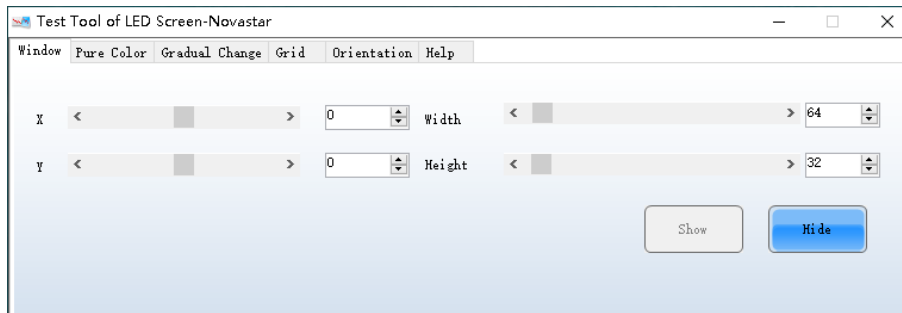 Test Tool of LED Screen-Novastar
Window Pure Color Gradual Change Grid Orientation Help
X 0 Width 64
Y 0 Height 32
Show Hide